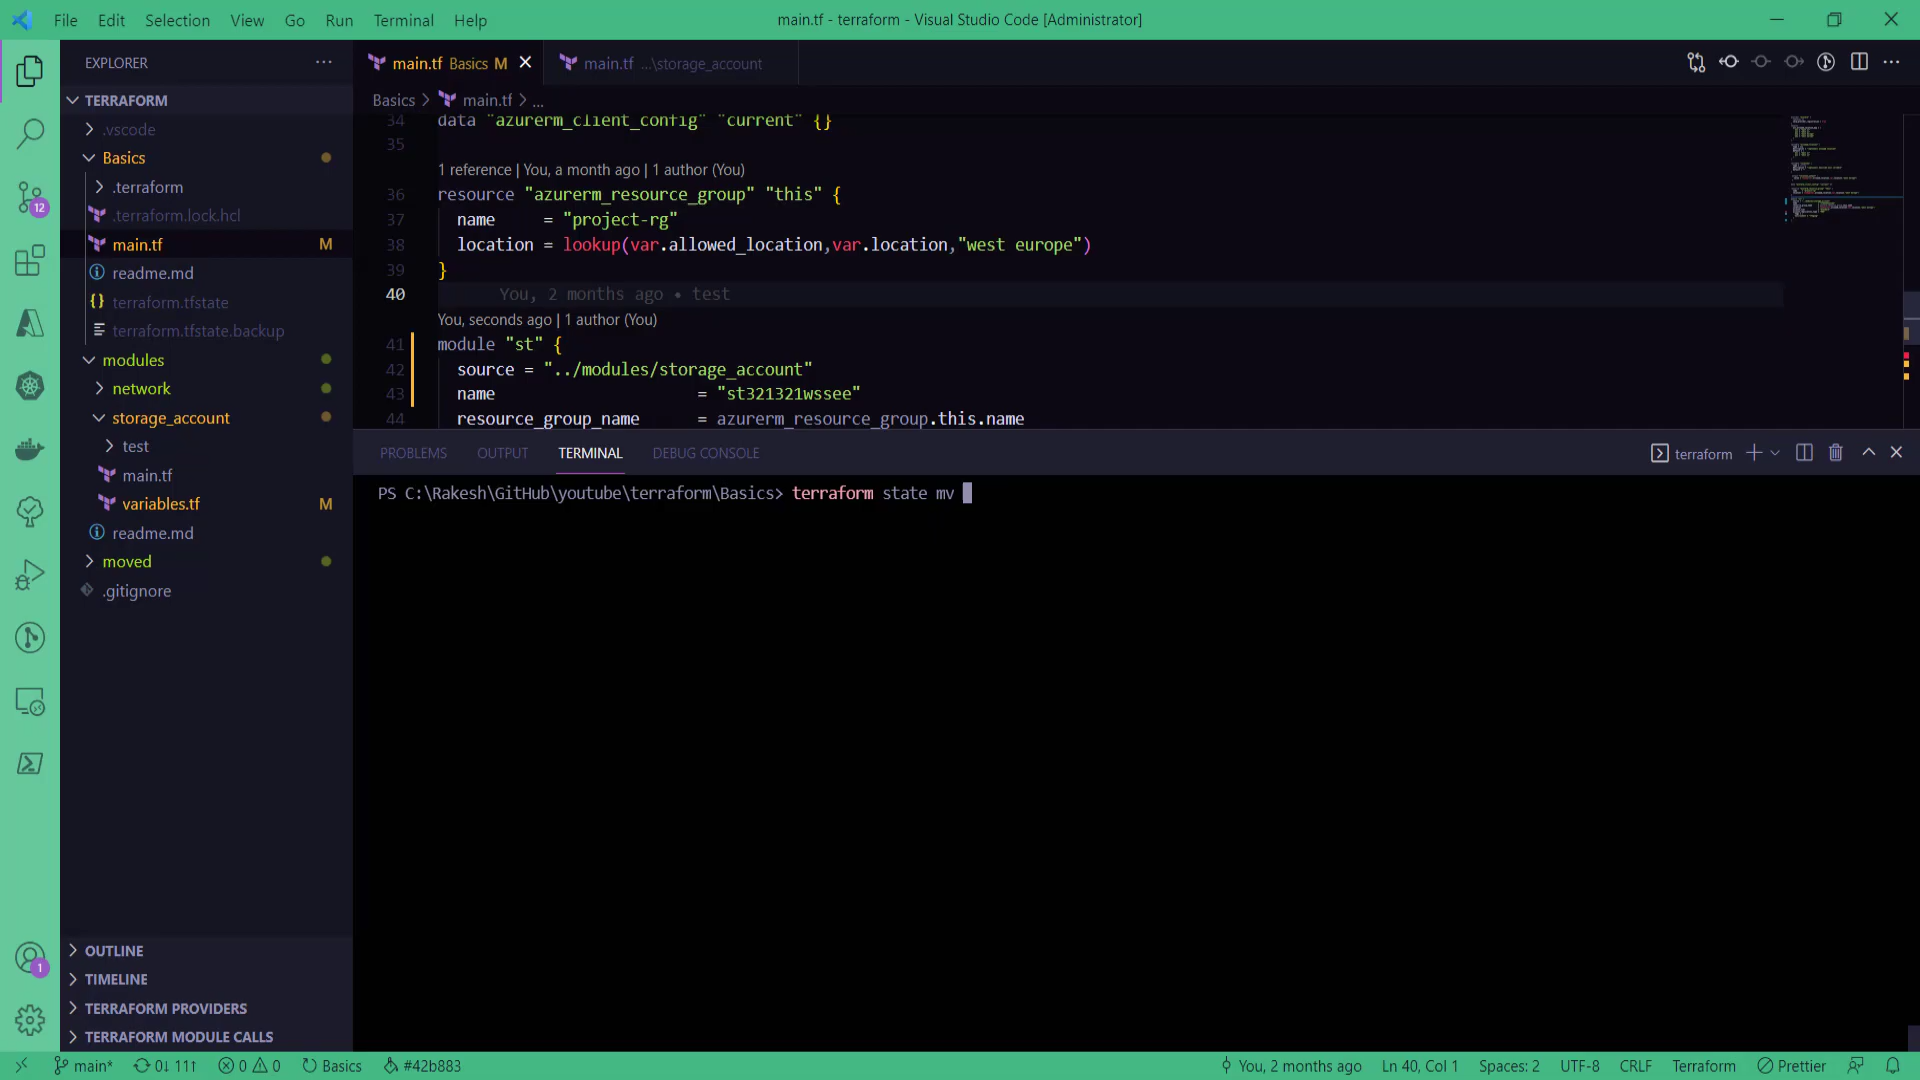 File Edit Selection View Go Run Terminal Help
main.tf - terraform - Visual Studio Code [Administrator]
EXPLORER
TERRAFORM
.vscode
Basics
.terraform
.terraform.lock.hcl
main.tf M
readme.md
terraform.tfstate
terraform.tfstate.backup
modules
network
storage_account
test
main.tf
variables.tf M
readme.md
moved
.gitignore
OUTLINE
TIMELINE
TERRAFORM PROVIDERS
TERRAFORM MODULE CALLS
12
1
main.tf Basics M
main.tf ...\storage_account
Basics > main.tf > ...
34 data "azurerm_client_config" "current" {}
35
1 reference | You, a month ago | 1 author (You)
36 resource "azurerm_resource_group" "this" {
37 name = "project-rg"
38 location = lookup(var.allowed_location,var.location,"west europe")
39 }
40 You, 2 months ago • test
You, seconds ago | 1 author (You)
41 module "st" {
42 source = "../modules/storage_account"
43 name = "st321321wssee"
44 resource_group_name = azurerm_resource_group.this.name
PROBLEMS OUTPUT TERMINAL DEBUG CONSOLE
terraform
PS C:\Rakesh\GitHub\youtube\terraform\Basics> terraform state mv
main* 0↓ 11↑ 0 0 Basics #42b883
You, 2 months ago Ln 40, Col 1 Spaces: 2 UTF-8 CRLF Terraform Prettier